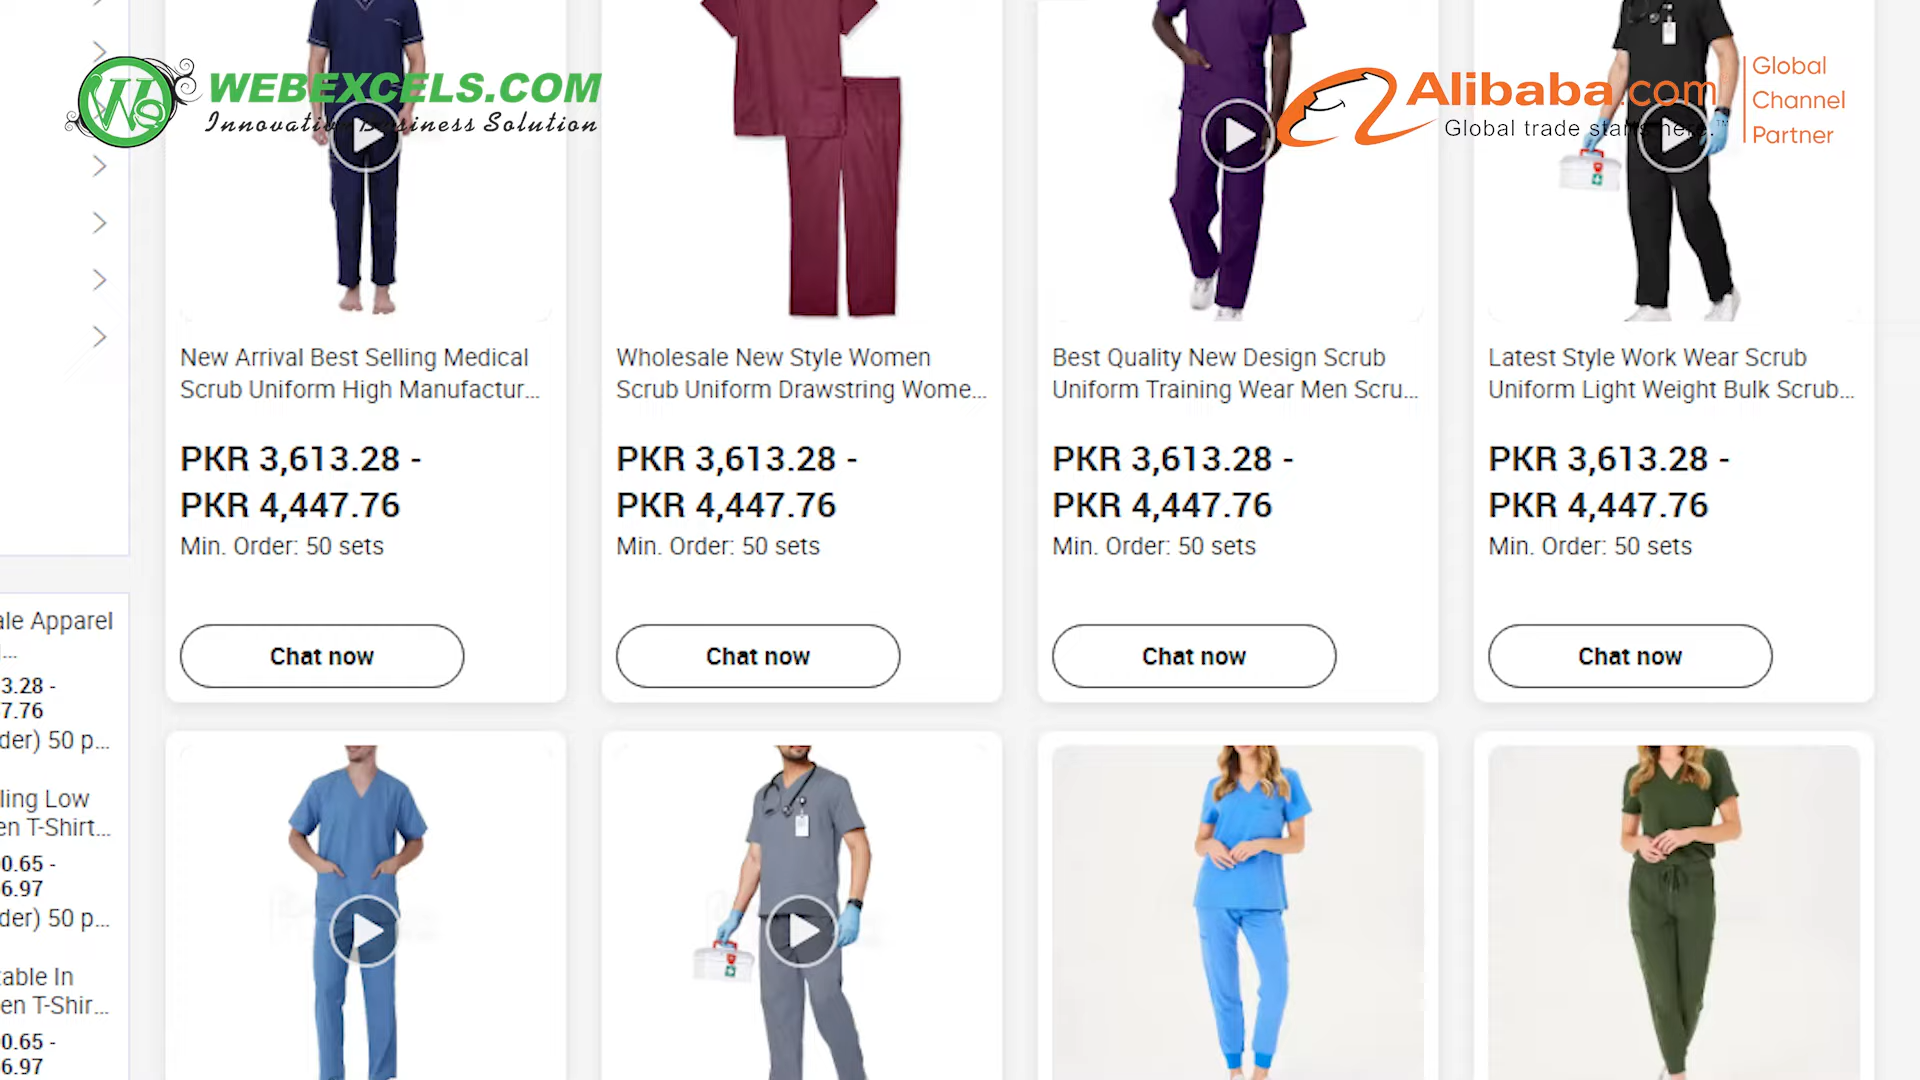 WEBEXCELS.COM
Innovativ Business Solution
Alibaba.com
Global trade starts here.™
Global
Channel
Partner
New Arrival Best Selling Medical
Scrub Uniform High Manufactur...
PKR 3,613.28 -
PKR 4,447.76
Min. Order: 50 sets
Chat now
Wholesale New Style Women
Scrub Uniform Drawstring Wome...
PKR 3,613.28 -
PKR 4,447.76
Min. Order: 50 sets
Chat now
Best Quality New Design Scrub
Uniform Training Wear Men Scru...
PKR 3,613.28 -
PKR 4,447.76
Min. Order: 50 sets
Chat now
Latest Style Work Wear Scrub
Uniform Light Weight Bulk Scrub...
PKR 3,613.28 -
PKR 4,447.76
Min. Order: 50 sets
Chat now
ale Apparel
...
3.28 -
7.76
der) 50 p...
ling Low
en T-Shirt...
0.65 -
6.97
der) 50 p...
table In
en T-Shir...
0.65 -
6.97